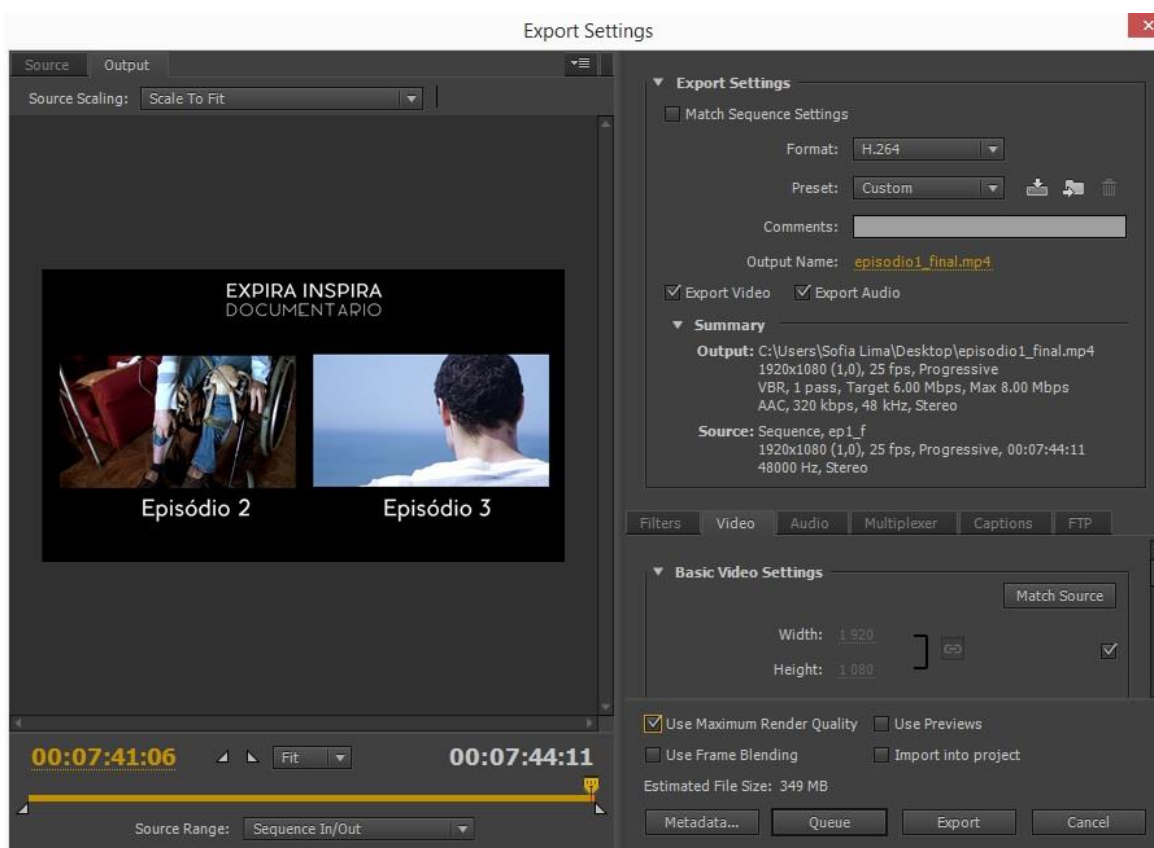 Export Settings
Source Output
Source Scaling: Scale To Fit
EXPIRA INSPIRA
DOCUMENTARIO
Episódio 2 Episódio 3
00:07:41:06 Fit 00:07:44:11
Source Range: Sequence In/Out
Export Settings
Match Sequence Settings
Format: H.264
Preset: Custom
Comments:
Output Name: episodio1_final.mp4
Export Video Export Audio
Summary
Output: C:\Users\Sofia Lima\Desktop\episodio1_final.mp4
1920x1080 (1,0), 25 fps, Progressive
VBR, 1 pass, Target 6.00 Mbps, Max 8.00 Mbps
AAC, 320 kbps, 48 kHz, Stereo
Source: Sequence, ep1_f
1920x1080 (1,0), 25 fps, Progressive, 00:07:44:11
48000 Hz, Stereo
Filters Video Audio Multiplexer Captions FTP
Basic Video Settings
Match Source
Width: 1 920
Height: 1 080
Use Maximum Render Quality Use Previews
Use Frame Blending Import into project
Estimated File Size: 349 MB
Metadata... Queue Export Cancel